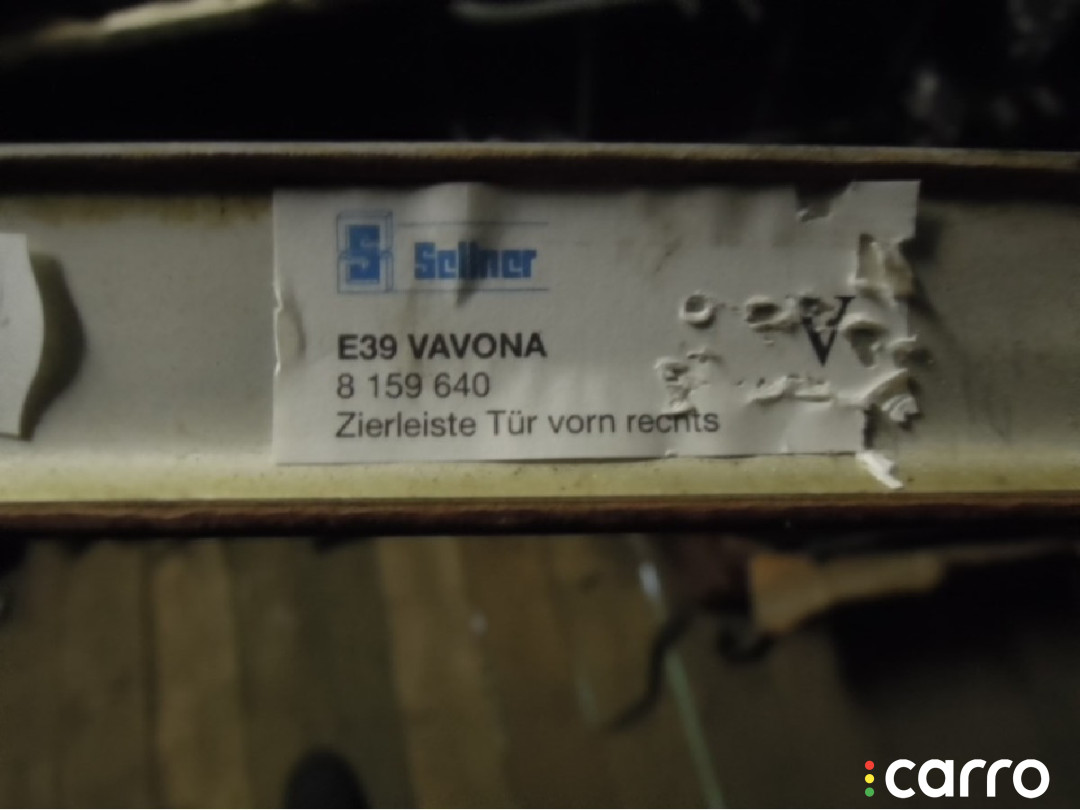 S Sellner
E39 VAVONA
V
8 159 640
Zierleiste Tür vorn rechts
carro